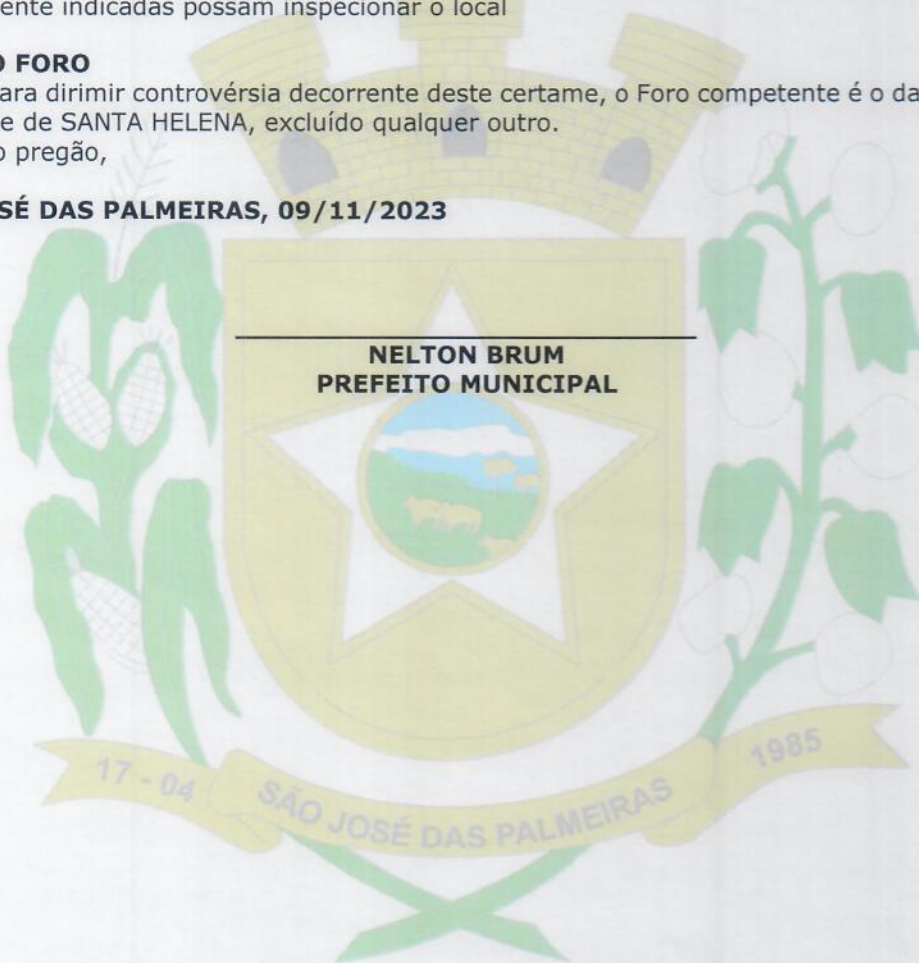 ente indicadas possam inspecionar o local
O FORO
ara dirimir controvérsia decorrente deste certame, o Foro competente é o da
e de SANTA HELENA, excluído qualquer outro.
o pregão,
SÉ DAS PALMEIRAS, 09/11/2023
NELTON BRUM
PREFEITO MUNICIPAL
17 - 04 SÃO JOSÉ DAS PALMEIRAS 1985